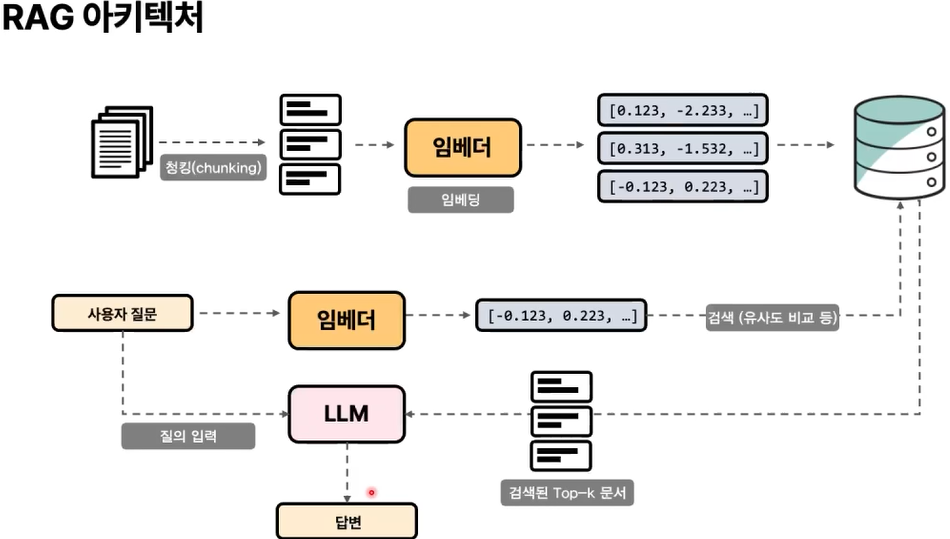 RAG 아키텍처
청킹(chunking)
임베더
임베딩
[0.123, -2.233, …]
[0.313, -1.532, …]
[-0.123, 0.223, …]
사용자 질문
임베더
[-0.123, 0.223, …]
검색 (유사도 비교 등)
LLM
질의 입력
검색된 Top-k 문서
답변